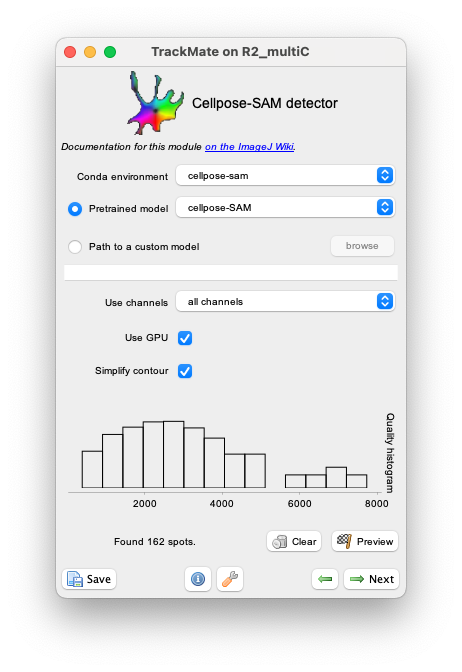 TrackMate on R2_multiC
Cellpose-SAM detector
Documentation for this module on the ImageJ Wiki.
Conda environment cellpose-sam
Pretrained model cellpose-SAM
Path to a custom model browse
Use channels all channels
Use GPU
Simplify contour
Quality histogram
2000 4000 6000 8000
Found 162 spots. Clear Preview
Save Next